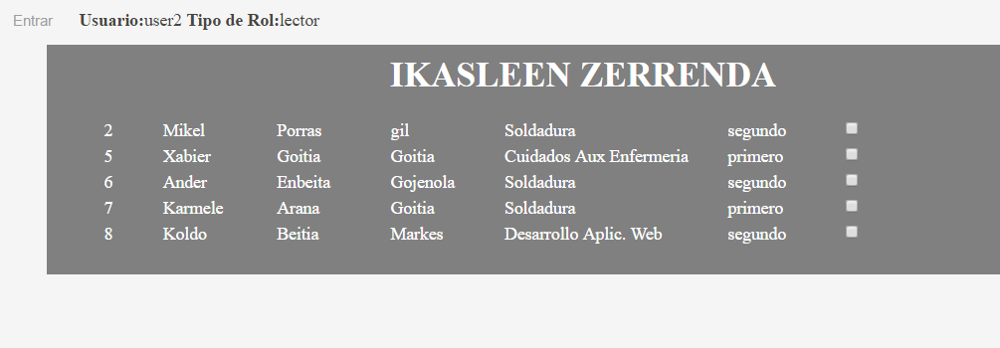 Entrar Usuario:user2 Tipo de Rol:lector
IKASLEEN ZERRENDA
2 Mikel Porras gil Soldadura segundo
5 Xabier Goitia Goitia Cuidados Aux Enfermeria primero
6 Ander Enbeita Gojenola Soldadura segundo
7 Karmele Arana Goitia Soldadura primero
8 Koldo Beitia Markes Desarrollo Aplic. Web segundo